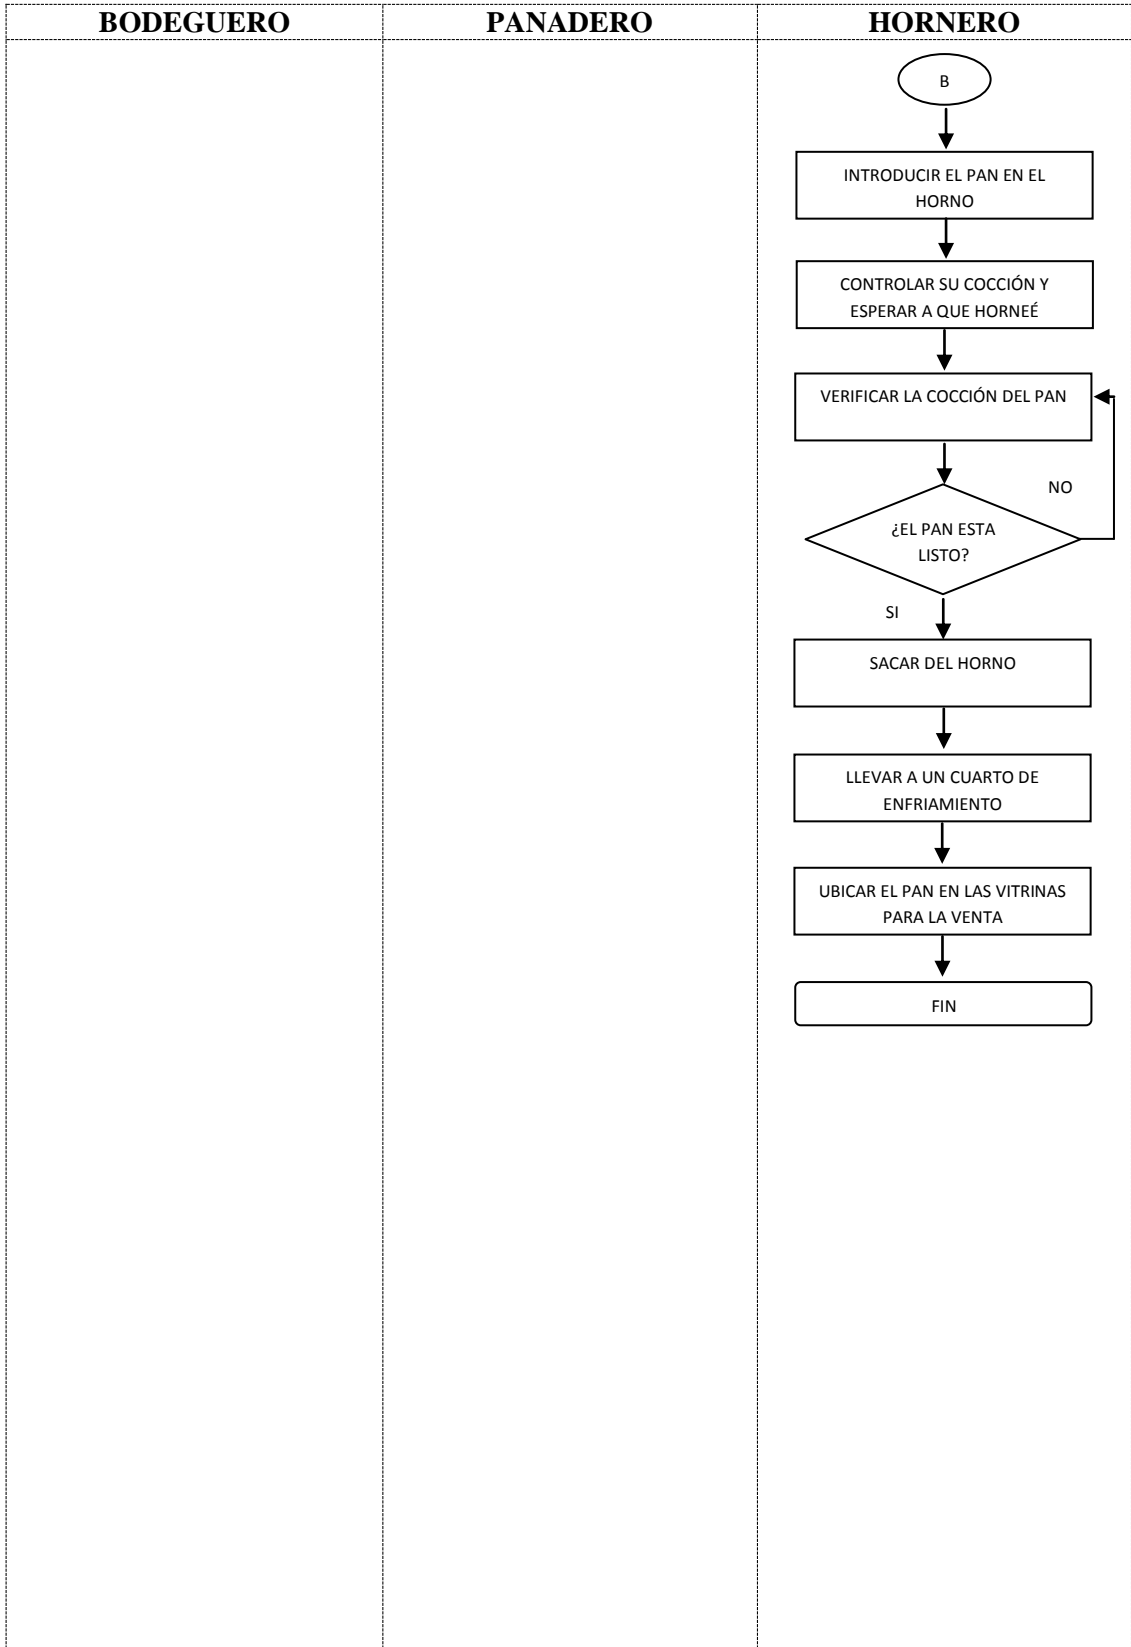 BODEGUERO PANADERO HORNERO
B
INTRODUCIR EL PAN EN EL
HORNO
CONTROLAR SU COCCIÓN Y
ESPERAR A QUE HORNEÉ
VERIFICAR LA COCCIÓN DEL PAN
NO
¿EL PAN ESTA
LISTO?
SI
SACAR DEL HORNO
LLEVAR A UN CUARTO DE
ENFRIAMIENTO
UBICAR EL PAN EN LAS VITRINAS
PARA LA VENTA
FIN